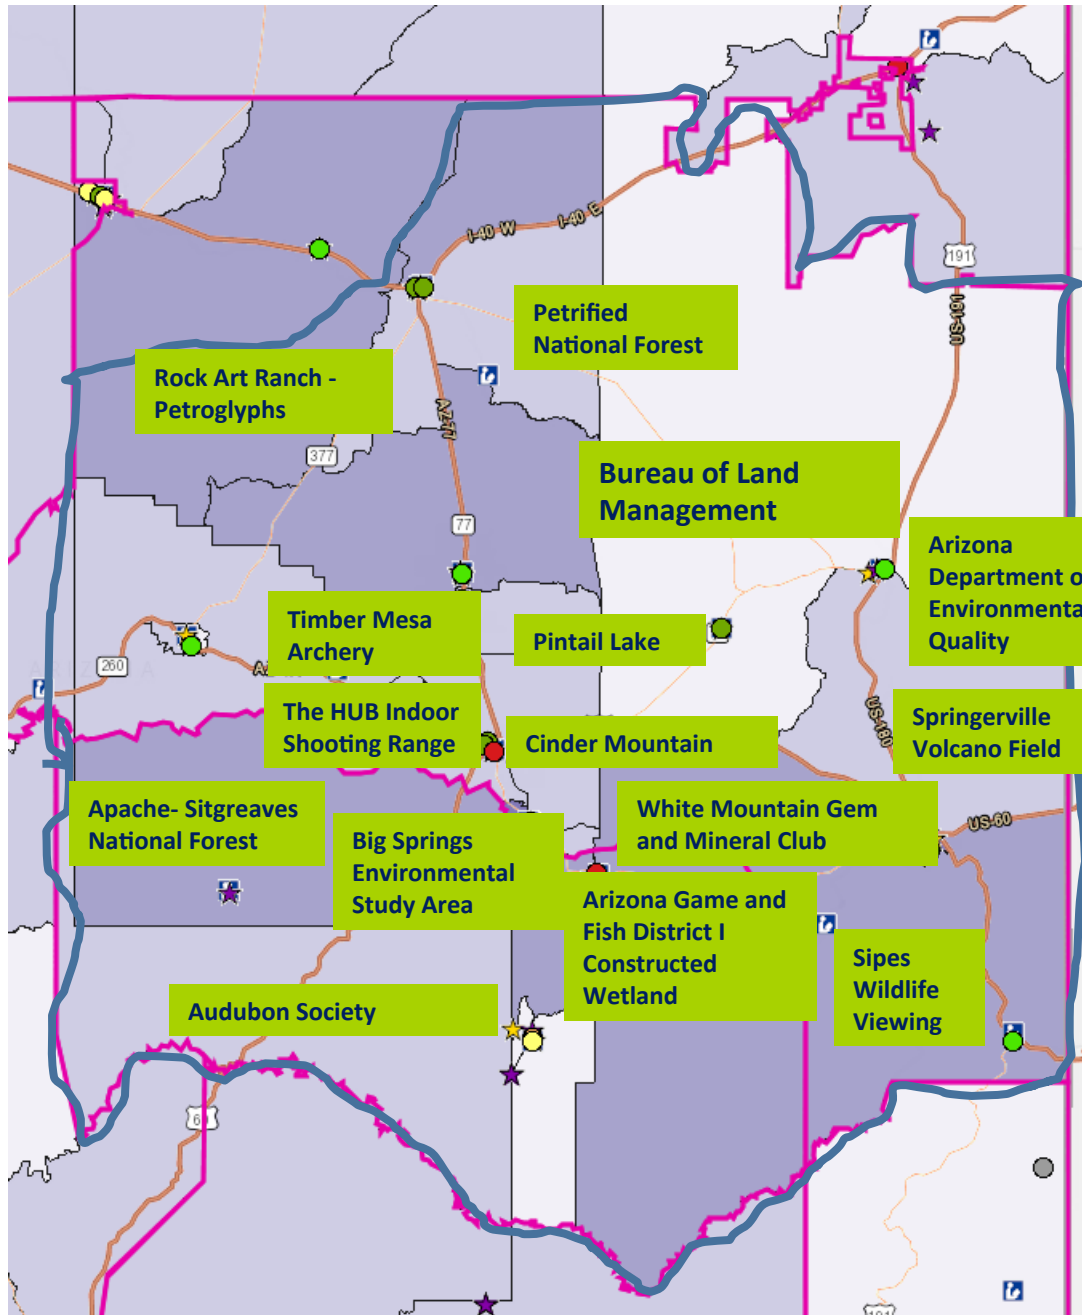 I-40 W
I-40 E
191
US-191
Petrified
National Forest
Rock Art Ranch -
Petroglyphs
AZ-77
377
Bureau of Land
Management
77
Arizona
Department o
Environmenta
Quality
Timber Mesa
Archery
Pintail Lake
260
The HUB Indoor
Shooting Range
Cinder Mountain
US-180
Springerville
Volcano Field
Apache- Sitgreaves
National Forest
White Mountain Gem
and Mineral Club
US-60
Big Springs
Environmental
Study Area
Arizona Game and
Fish District I
Constructed
Wetland
Sipes
Wildlife
Viewing
Audubon Society